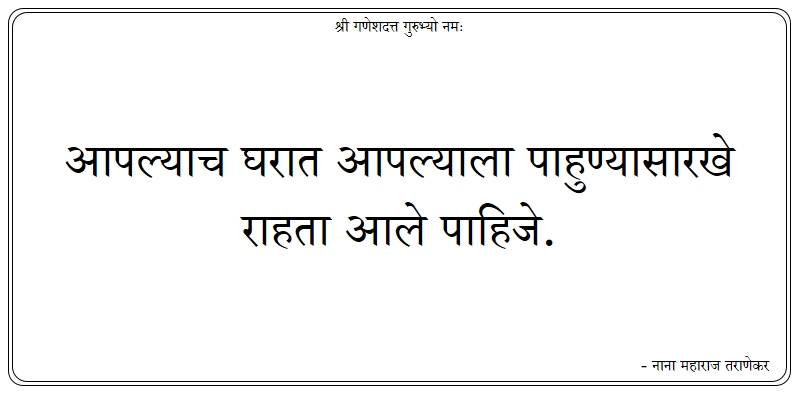 श्री गणेशदत्त गुरुभ्यो नमः
आपल्याच घरात आपल्याला पाहुण्यासारखे
राहता आले पाहिजे.
- नाना महाराज तराणेकर